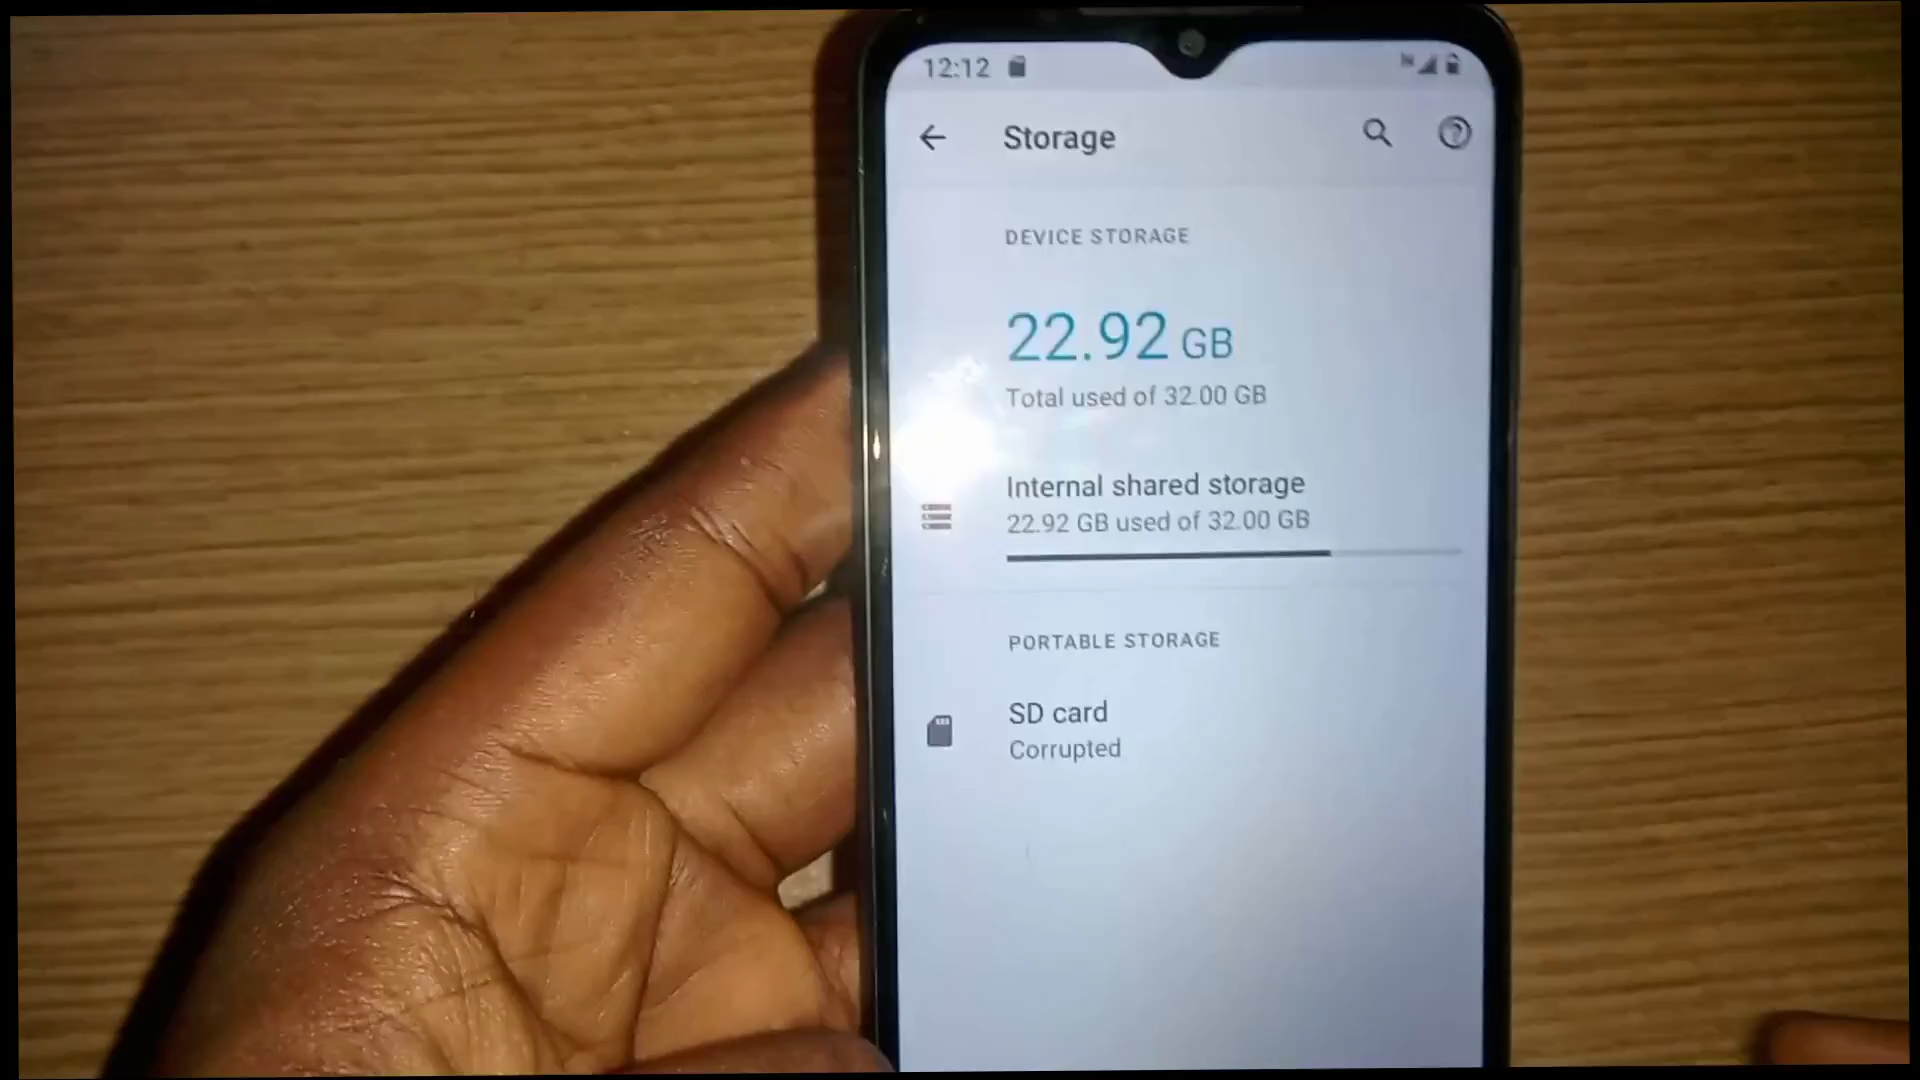 12:12
Storage
DEVICE STORAGE
22.92 GB
Total used of 32.00 GB
Internal shared storage
22.92 GB used of 32.00 GB
PORTABLE STORAGE
SD card
Corrupted